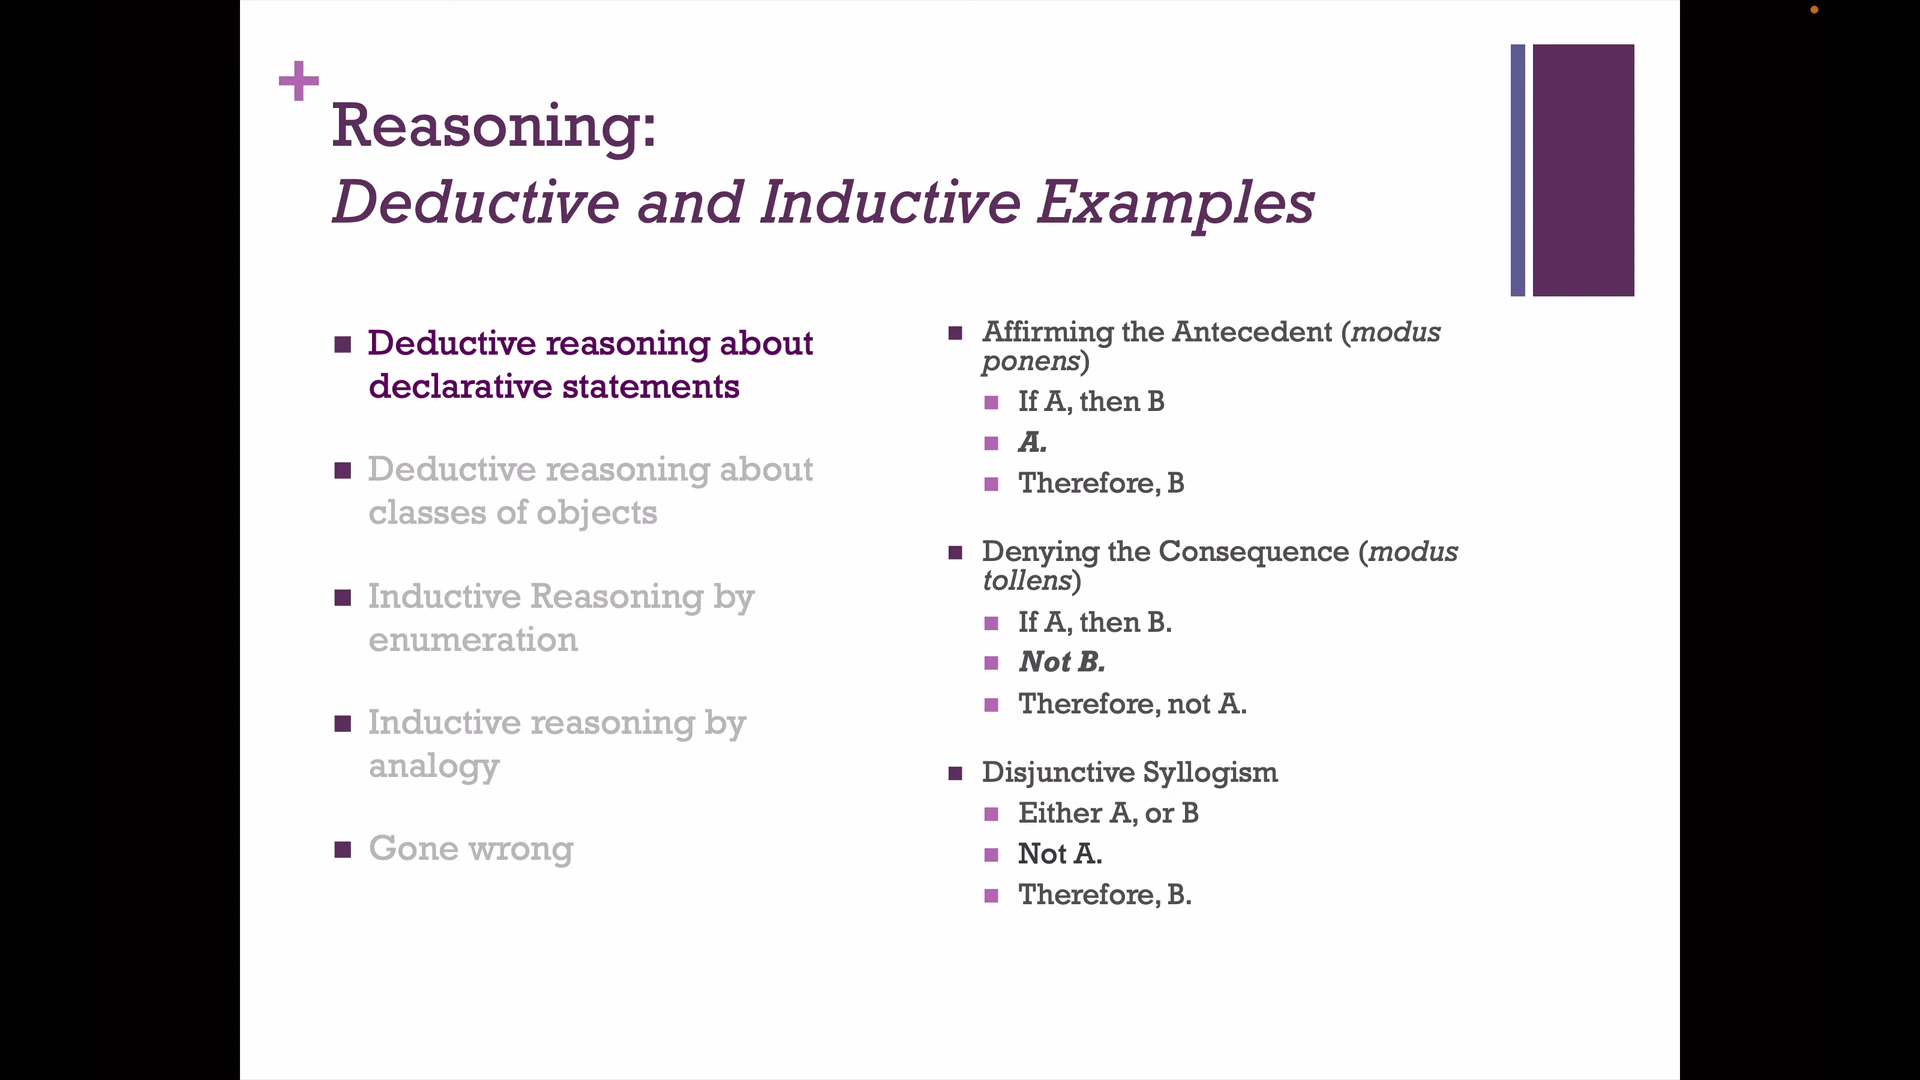 Reasoning:
Deductive and Inductive Examples
Deductive reasoning about
declarative statements
Deductive reasoning about
classes of objects
Inductive Reasoning by
enumeration
Inductive reasoning by
analogy
Gone wrong
Affirming the Antecedent (modus
ponens)
If A, then B
A.
Therefore, B
Denying the Consequence (modus
tollens)
If A, then B.
Not B.
Therefore, not A.
Disjunctive Syllogism
Either A, or B
Not A.
Therefore, B.